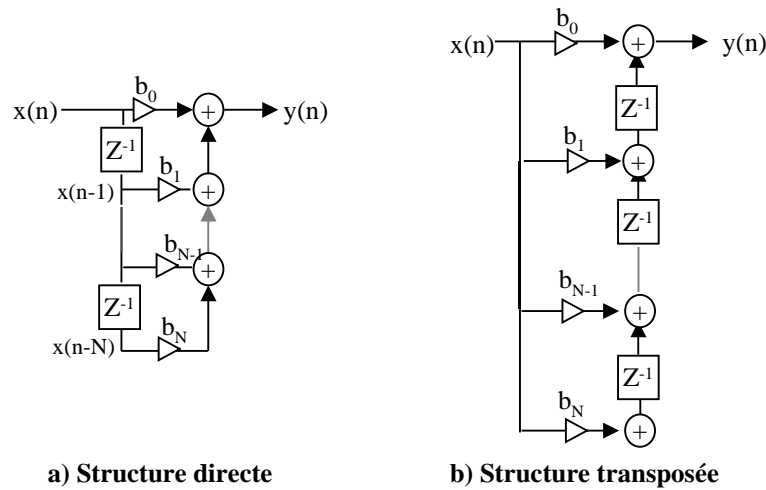 x(n)
b0
+
y(n)
Z-1
x(n-1)
b1
+
bN-1
+
Z-1
x(n-N)
bN
a) Structure directe
x(n)
b0
+
y(n)
Z-1
b1
+
Z-1
bN-1
+
Z-1
bN
+
b) Structure transposée